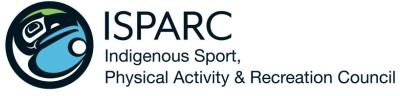 ISPARC
Indigenous Sport,
Physical Activity & Recreation Council